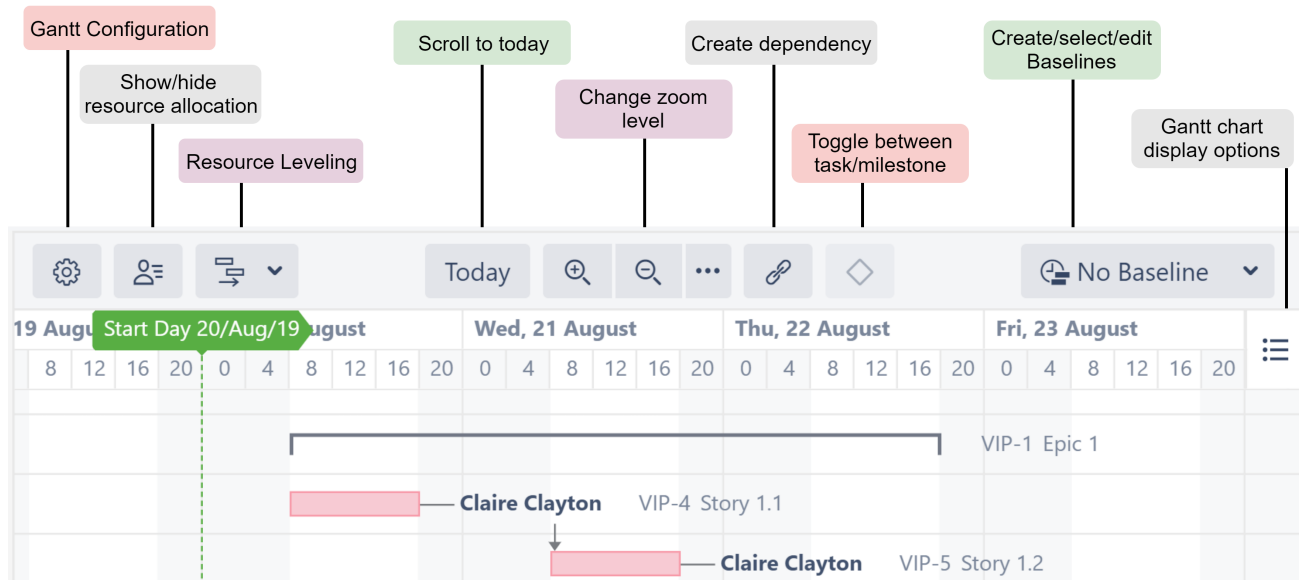 Gantt Configuration
Show/hide
resource allocation
Resource Leveling
Scroll to today
Change zoom
level
Create dependency
Toggle between
task/milestone
Create/select/edit
Baselines
Gantt chart
display options
Today
No Baseline
19 Augu Start Day 20/Aug/19 ugust Wed, 21 August Thu, 22 August Fri, 23 August
8 12 16 20 0 4 8 12 16 20 0 4 8 12 16 20 0 4 8 12 16 20 0 4 8 12 16 20
VIP-1 Epic 1
Claire Clayton VIP-4 Story 1.1
Claire Clayton VIP-5 Story 1.2